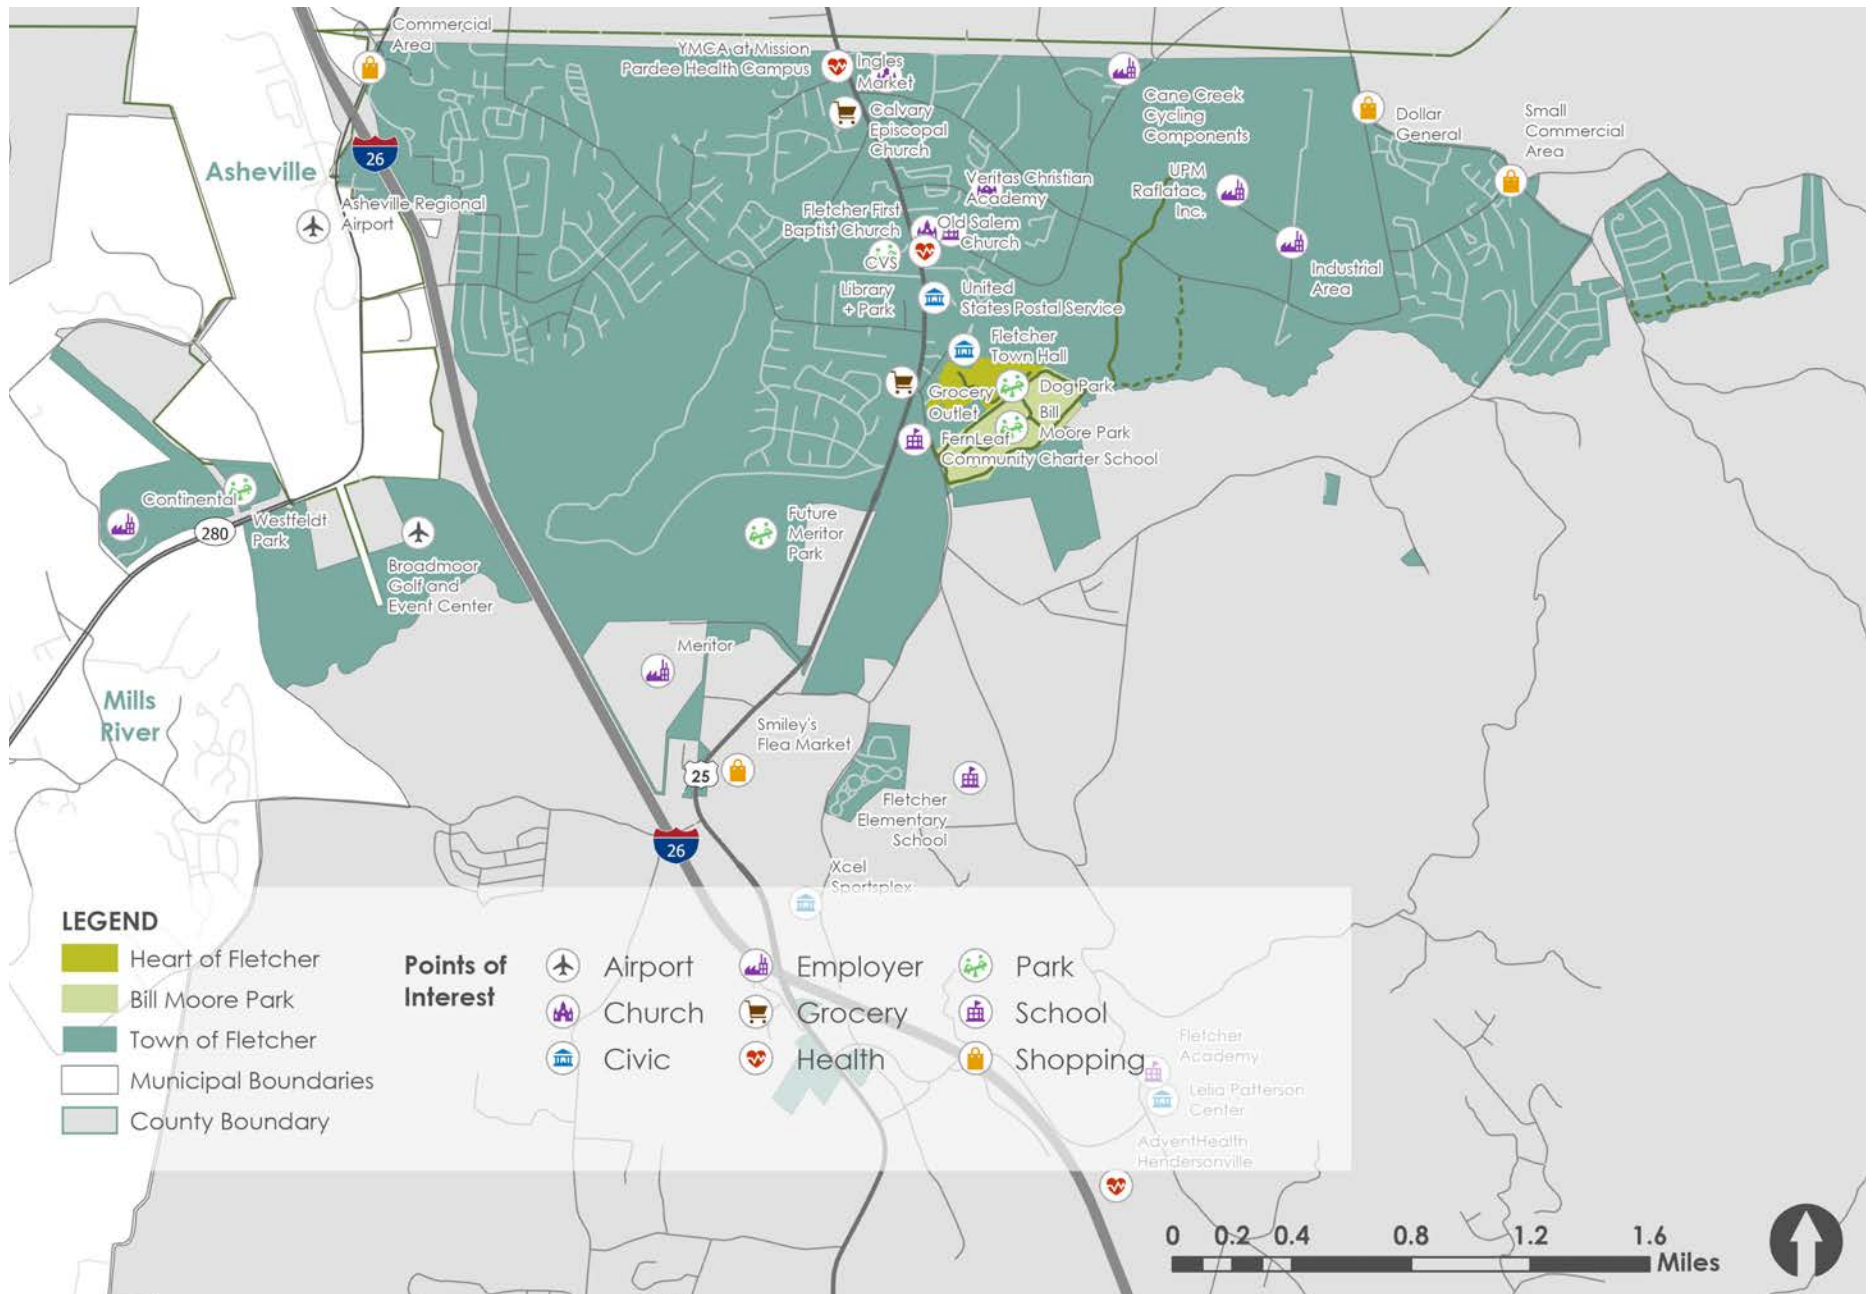 Commercial
Area
YMCA at Mission
Pardee Health Campus
Ingles
Market
Calvary
Episcopal
Church
Cane Creek
Cycling
Components
Dollar
General
Small
Commercial
Area
26
Asheville
Asheville Regional
Airport
UPM
Raflatac,
Inc.
Veritas Christian
Academy
Fletcher First
Baptist Church
Old Salem
Church
CVS
Industrial
Area
Library
+ Park
United
States Postal Service
Fletcher
Town Hall
Dog Park
Grocery
Outlet
Bill
Moore Park
FernLeaf
Community Charter School
Continental
Westfeldt
Park
280
Broadmoor
Golf and
Event Center
Future
Meritor
Park
Meritor
Mills
River
Smiley's
Flea Market
25
Fletcher
Elementary
School
26
Xcel
Sportsplex
LEGEND
Heart of Fletcher
Bill Moore Park
Town of Fletcher
Municipal Boundaries
County Boundary
Points of
Interest
Airport
Church
Civic
Employer
Grocery
Health
Park
School
Shopping
Fletcher
Academy
Lelia Patterson
Center
AdventHealth
Hendersonville
0 0.2 0.4 0.8 1.2 1.6
Miles